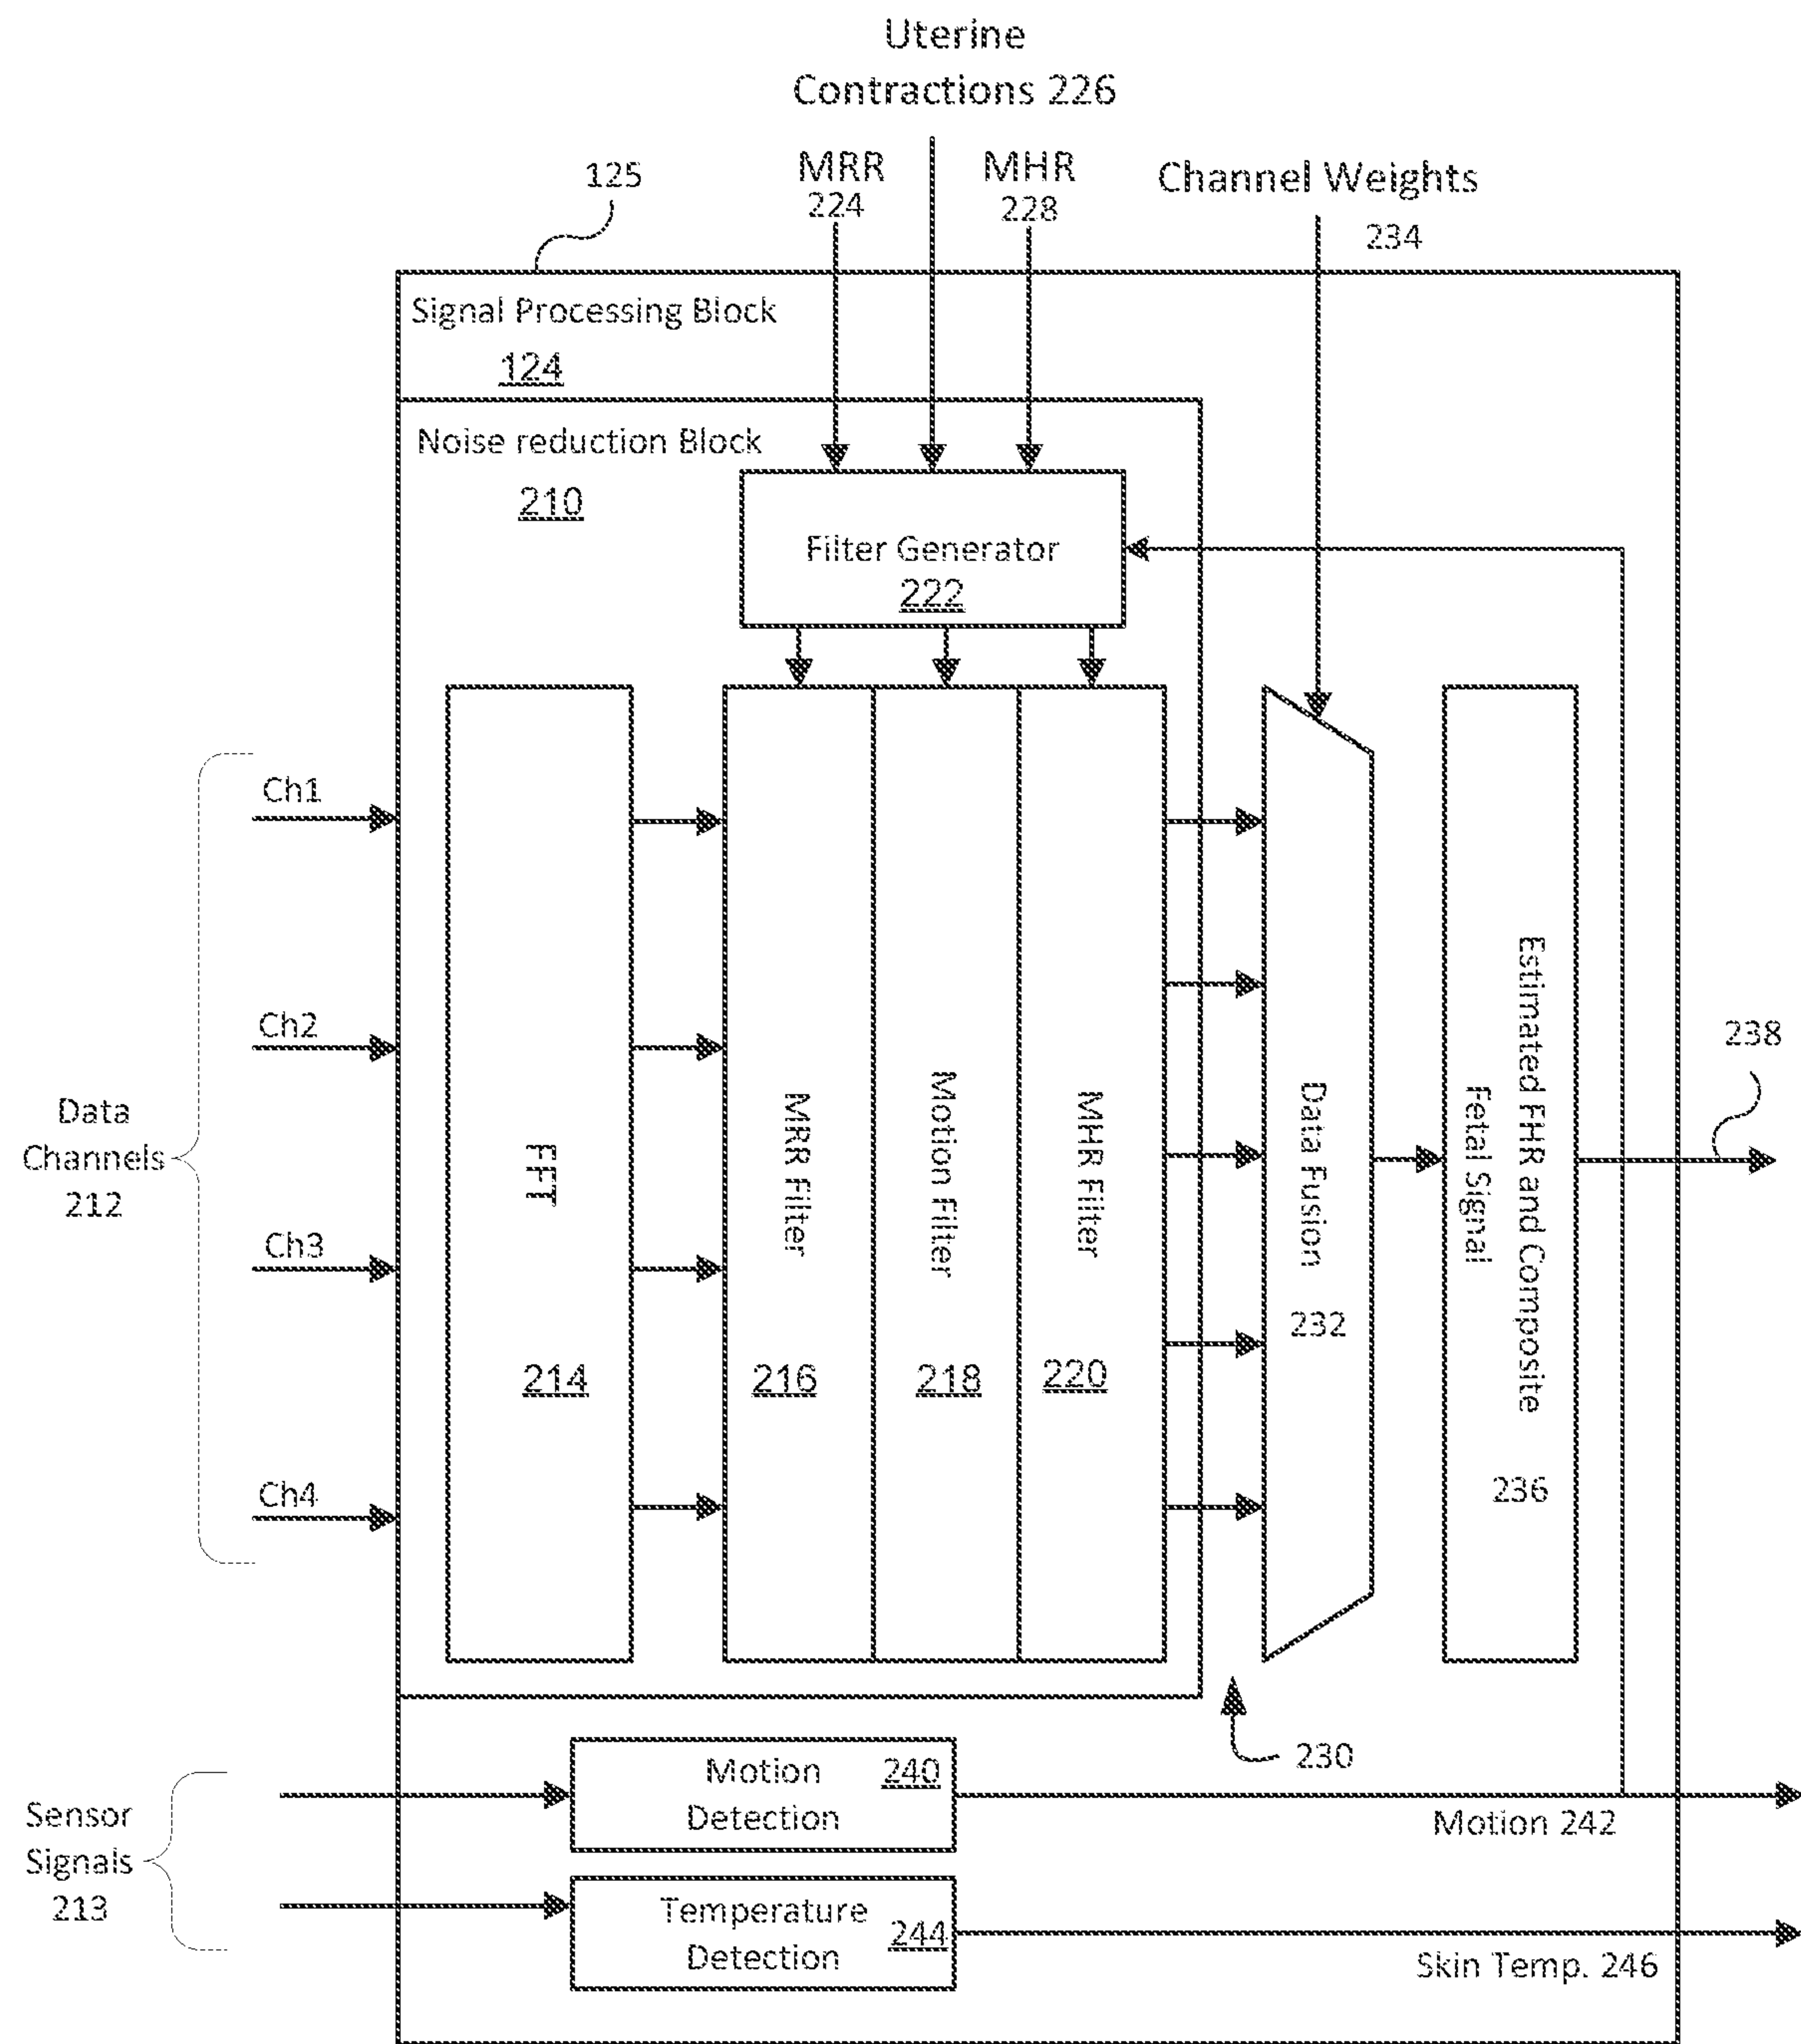 Uterine
Contractions 226
MRR
224
MHR
228
Channel Weights
234
125
Signal Processing Block
124
Noise reduction Block
210
Filter Generator
222
Data
Channels
212
Ch1
Ch2
Ch3
Ch4
FFT
214
MRR Filter
216
Motion Filter
218
MHR Filter
220
Data Fusion
232
Estimated FHR and Composite
Fetal Signal
236
238
230
Sensor
Signals
213
Motion
Detection
240
Motion 242
Temperature
Detection
244
Skin Temp. 246